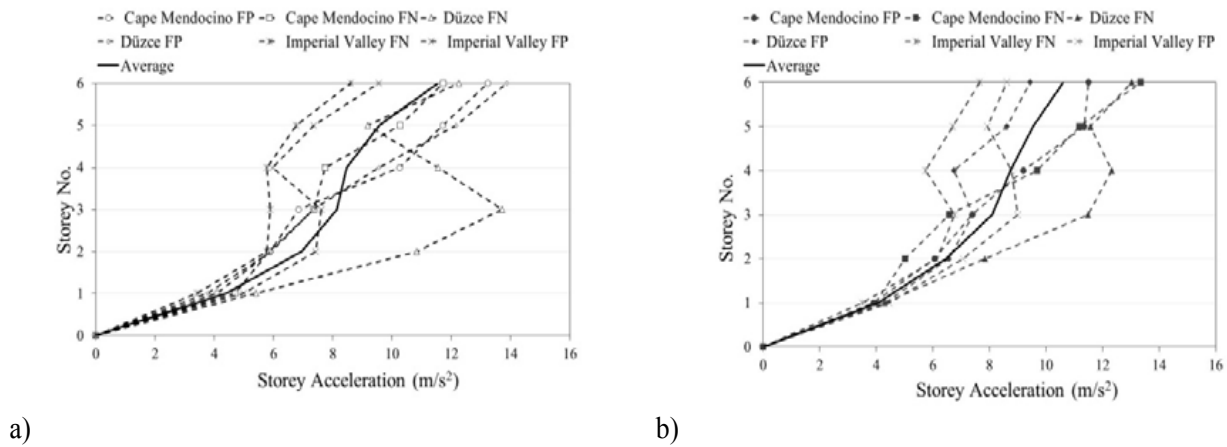 Cape Mendocino FP Cape Mendocino FN Düzce FN
Düzce FP Imperial Valley FN Imperial Valley FP
Average
6
5
4
3
2
1
0
Storey No.
0 2 4 6 8 10 12 14 16
Storey Acceleration (m/s²)
a)
Cape Mendocino FP Cape Mendocino FN Düzce FN
Düzce FP Imperial Valley FN Imperial Valley FP
Average
6
5
4
3
2
1
0
Storey No.
0 2 4 6 8 10 12 14 16
Storey Acceleration (m/s²)
b)